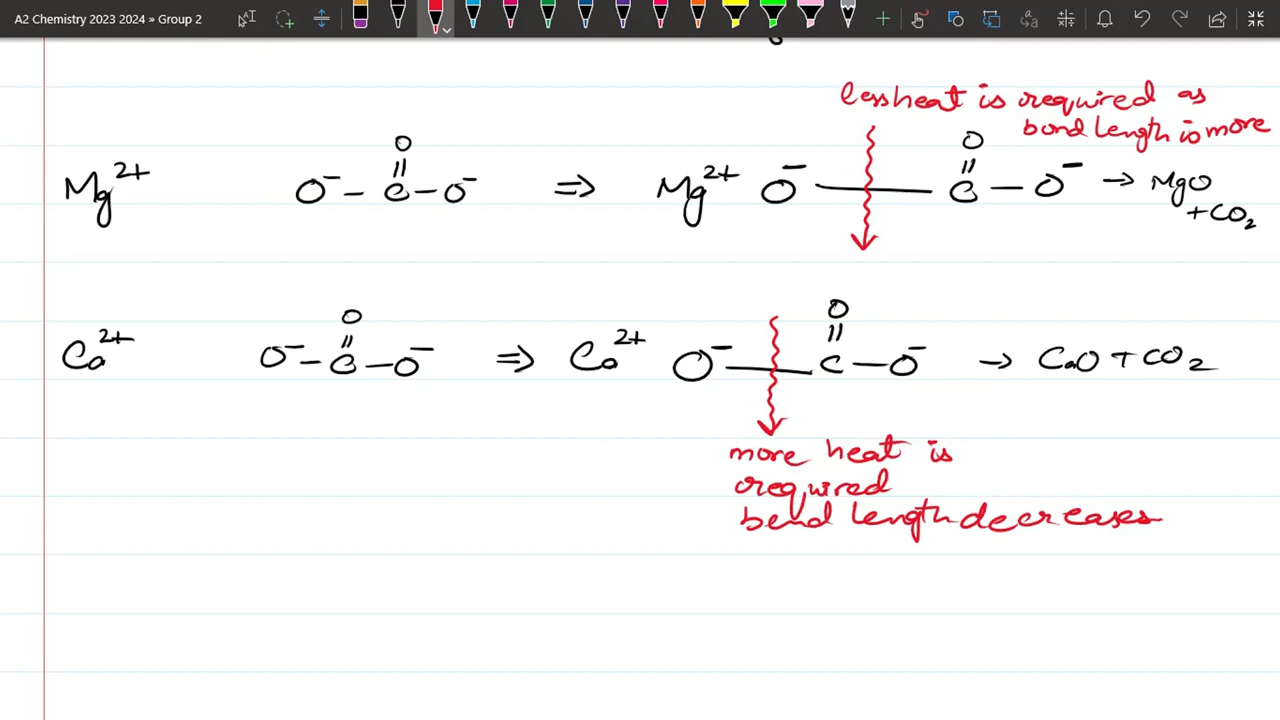 A2 Chemistry 2023 2024 » Group 2
less heat is required as
bond length is more
O
||
Mg²⁺ O⁻ – C – O⁻ ⇒ Mg²⁺ O⁻ — C – O⁻ → MgO
+ CO₂
O
||
O
||
Ca²⁺ O⁻ – C – O⁻ ⇒ Ca²⁺ O⁻ — C – O⁻ → CaO + CO₂
O
||
more heat is
required
bend length decreases